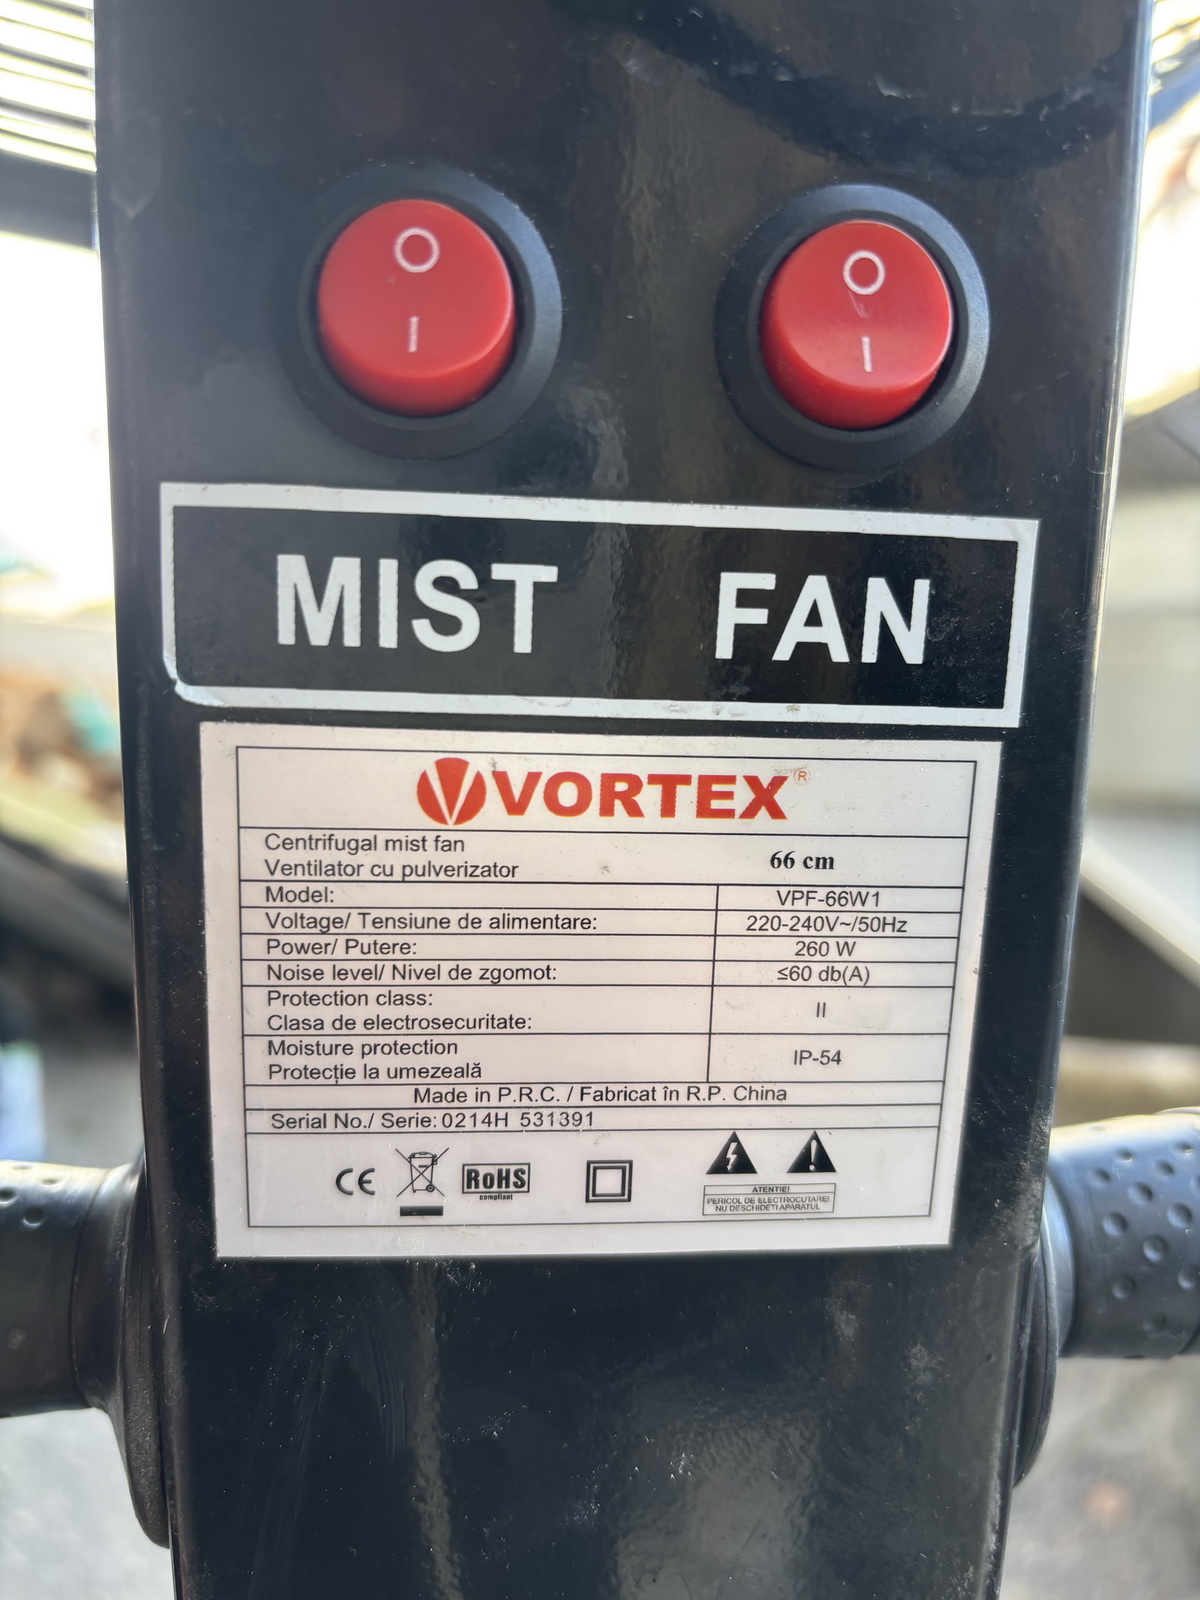 O O
I I
MIST FAN
VORTEX®
Centrifugal mist fan
Ventilator cu pulverizator 66 cm
Model: VPF-66W1
Voltage/ Tensiune de alimentare: 220-240V~/50Hz
Power/ Putere: 260 W
Noise level/ Nivel de zgomot: ≤60 db(A)
Protection class:
Clasa de electrosecuritate: II
Moisture protection
Protecție la umezeală IP-54
Made in P.R.C. / Fabricat în R.P. China
Serial No./ Serie: 0214H 531391
CE RoHS
compliant
ATENTIE!
PERICOL DE ELECTROCUTARE!
NU DESCHIDETI APARATUL